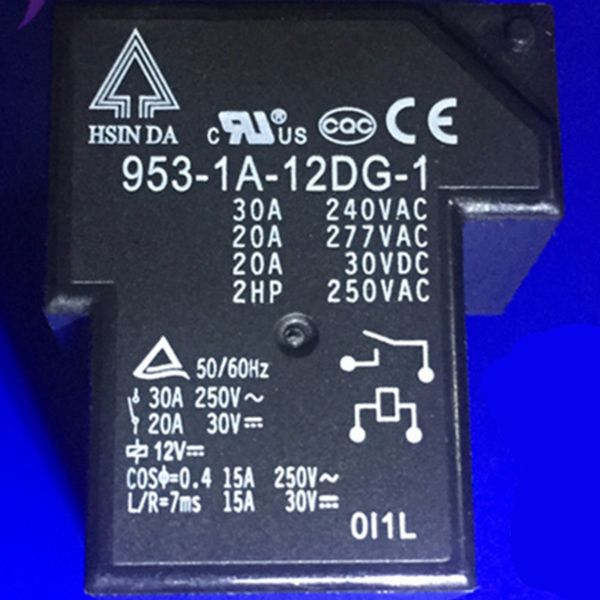 HSIN DA
c RU ® US CQC CE
953-1A-12DG-1
30A 240VAC
20A 277VAC
20A 30VDC
2HP 250VAC
50/60Hz
30A 250V~
20A 30V⎓
12V⎓
COSϕ=0.4 15A 250V~
L/R=7ms 15A 30V⎓
0I1L